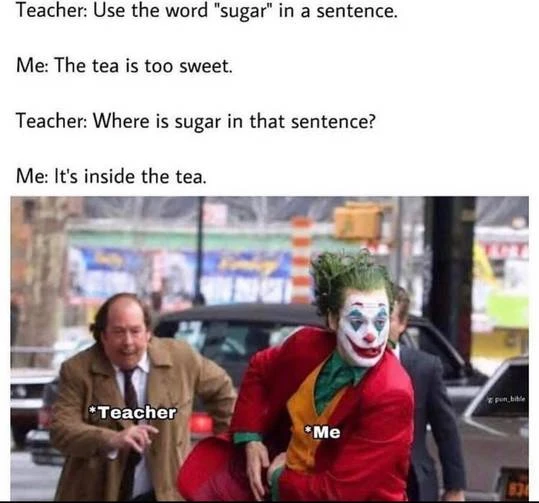 Teacher: Use the word "sugar" in a sentence.
Me: The tea is too sweet.
Teacher: Where is sugar in that sentence?
Me: It's inside the tea.
*Teacher
*Me
pun_bible